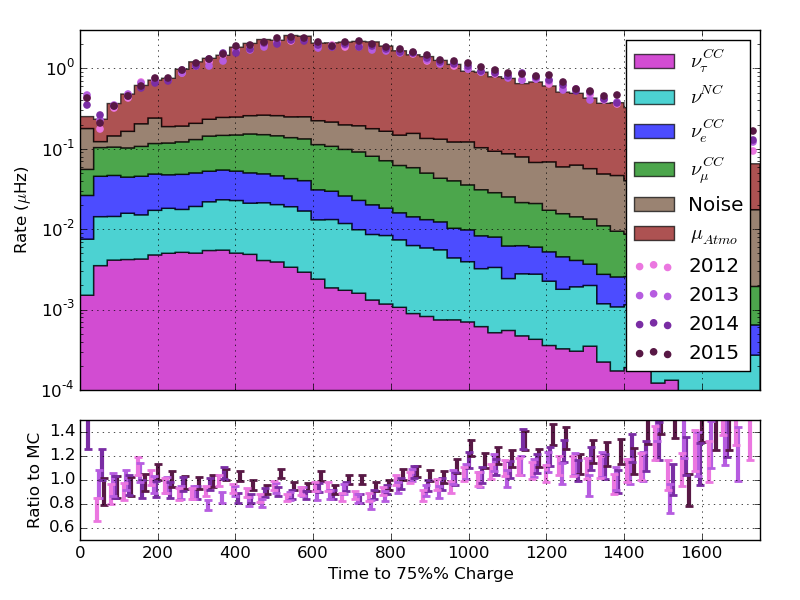 10^0
10^-1
10^-2
10^-3
10^-4
Rate (μHz)
ν_τ^CC
ν^NC
ν_e^CC
ν_μ^CC
Noise
μ_Atmo
2012
2013
2014
2015
1.4
1.2
1.0
0.8
0.6
Ratio to MC
0 200 400 600 800 1000 1200 1400 1600
Time to 75%% Charge